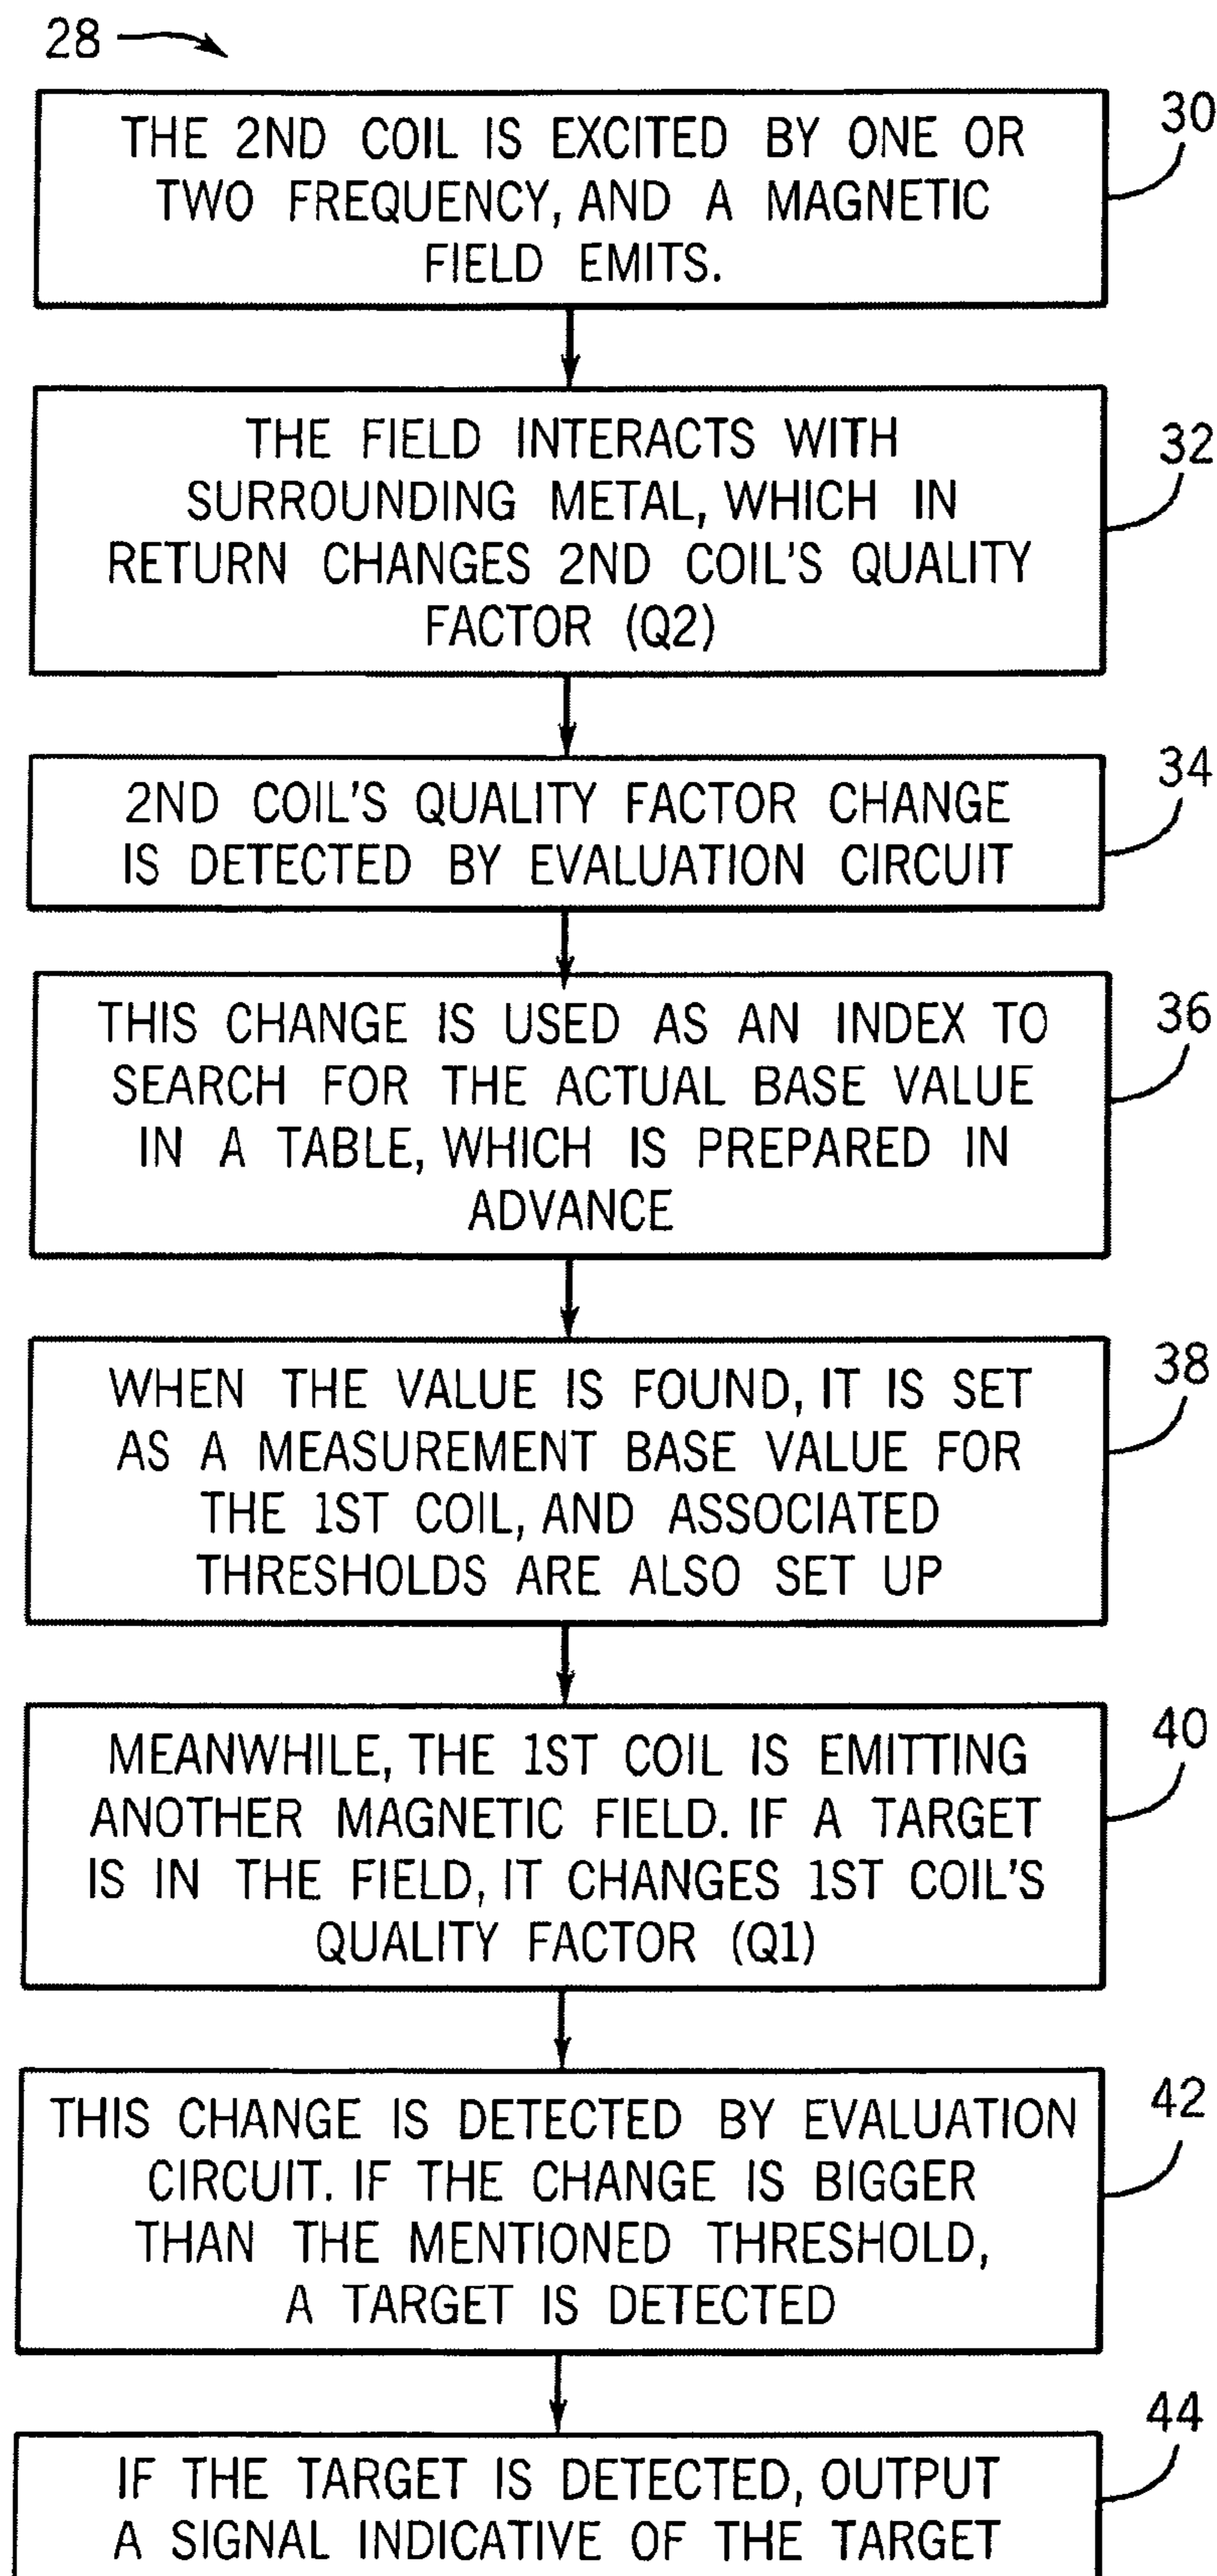 28
THE 2ND COIL IS EXCITED BY ONE OR
TWO FREQUENCY, AND A MAGNETIC
FIELD EMITS.
30
THE FIELD INTERACTS WITH
SURROUNDING METAL, WHICH IN
RETURN CHANGES 2ND COIL'S QUALITY
FACTOR (Q2)
32
2ND COIL'S QUALITY FACTOR CHANGE
IS DETECTED BY EVALUATION CIRCUIT
34
THIS CHANGE IS USED AS AN INDEX TO
SEARCH FOR THE ACTUAL BASE VALUE
IN A TABLE, WHICH IS PREPARED IN
ADVANCE
36
WHEN THE VALUE IS FOUND, IT IS SET
AS A MEASUREMENT BASE VALUE FOR
THE 1ST COIL, AND ASSOCIATED
THRESHOLDS ARE ALSO SET UP
38
MEANWHILE, THE 1ST COIL IS EMITTING
ANOTHER MAGNETIC FIELD. IF A TARGET
IS IN THE FIELD, IT CHANGES 1ST COIL'S
QUALITY FACTOR (Q1)
40
THIS CHANGE IS DETECTED BY EVALUATION
CIRCUIT. IF THE CHANGE IS BIGGER
THAN THE MENTIONED THRESHOLD,
A TARGET IS DETECTED
42
IF THE TARGET IS DETECTED, OUTPUT
A SIGNAL INDICATIVE OF THE TARGET
44